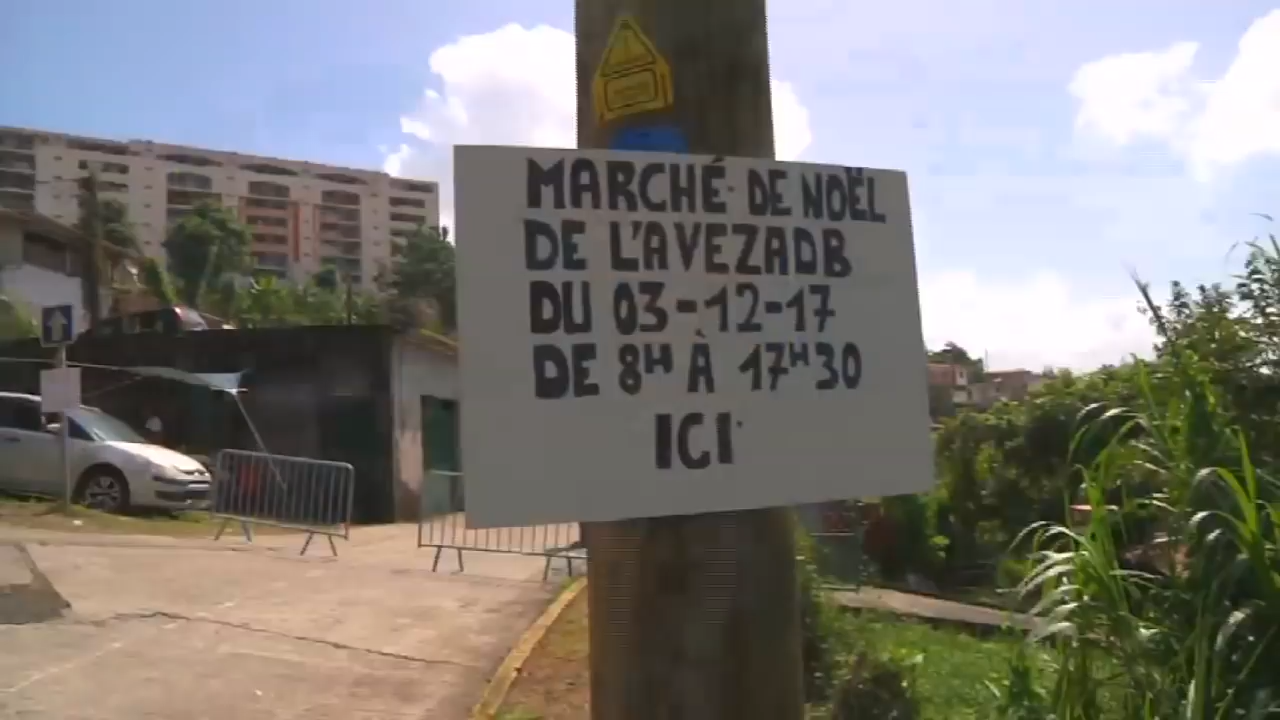 MARCHÉ DE NOËL
DE L'AVEZADB
DU 03-12-17
DE 8H À 17H30
ICI